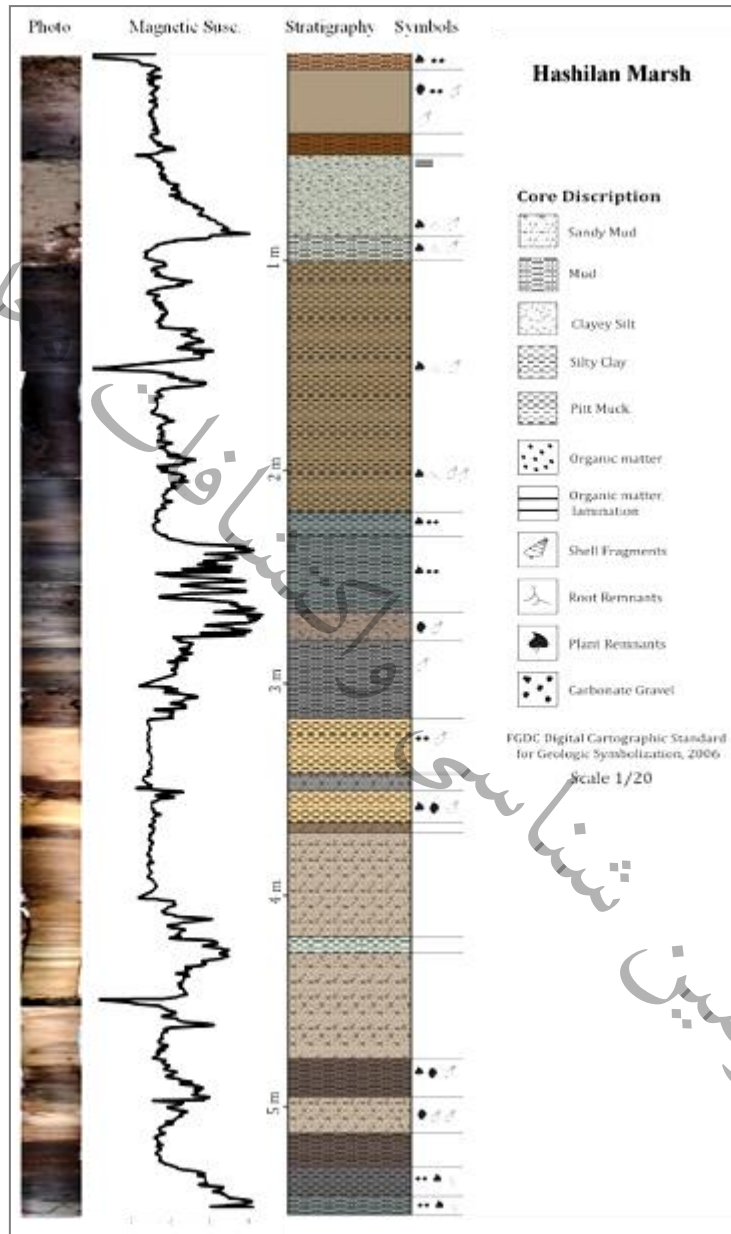 Photo Magnetic Susc. Stratigraphy Symbols
Hashilan Marsh
1 m
2 m
3 m
4 m
5 m
Core Discription
Sandy Mud
Mud
Clayey Silt
Silty Clay
Pitt Muck
Organic matter
Organic matter
lamination
Shell Fragments
Root Remnants
Plant Remnants
Carbonate Gravel
FGDC Digital Cartographic Standard
for Geologic Symbolization, 2006
Scale 1/20
و اکتشافات
شناسی